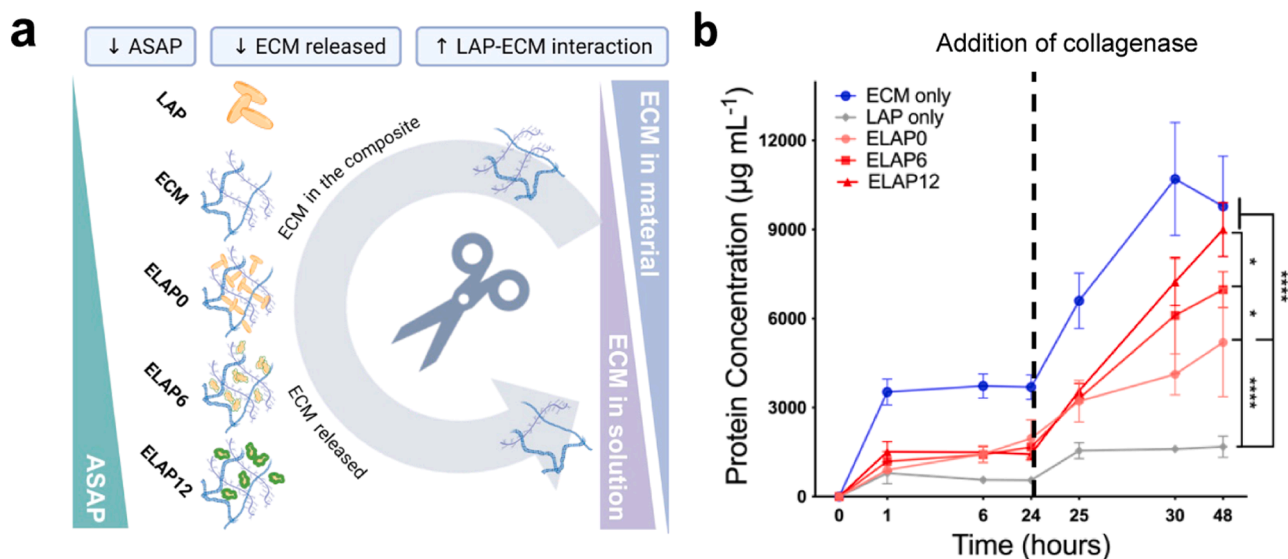 a
↓ ASAP
↓ ECM released
↑ LAP-ECM interaction
LAP
ECM
ELAP0
ELAP6
ELAP12
ASAP
ECM in the composite
ECM released
ECM in solution
ECM in material
b
Addition of collagenase
Protein Concentration (µg mL⁻¹)
12000
9000
6000
3000
0
ECM only
LAP only
ELAP0
ELAP6
ELAP12
*
*
****
****
0 1 6 24 25 30 48
Time (hours)